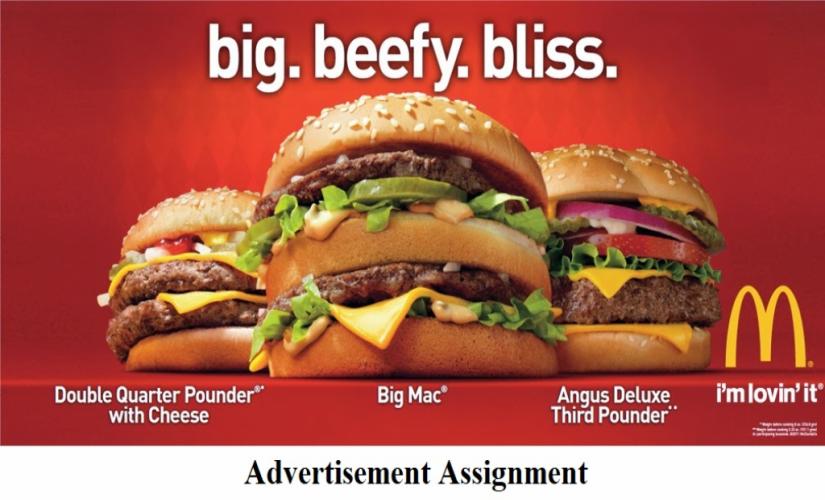 big. beefy. bliss.
Double Quarter Pounder®*
with Cheese
Big Mac®
Angus Deluxe
Third Pounder**
i'm lovin' it®
Advertisement Assignment